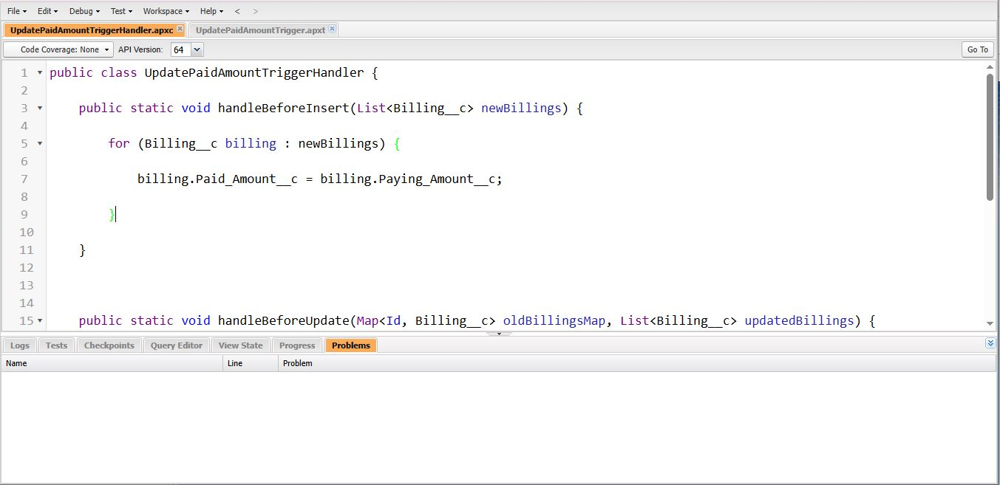 File Edit Debug Test Workspace Help < >
UpdatePaidAmountTriggerHandler.apxc UpdatePaidAmountTrigger.apxt
Code Coverage: None API Version: 64 Go To
1 public class UpdatePaidAmountTriggerHandler {
2
3 public static void handleBeforeInsert(List<Billing__c> newBillings) {
4
5 for (Billing__c billing : newBillings) {
6
7 billing.Paid_Amount__c = billing.Paying_Amount__c;
8
9 }
10
11 }
12
13
14
15 public static void handleBeforeUpdate(Map<Id, Billing__c> oldBillingsMap, List<Billing__c> updatedBillings) {
Logs Tests Checkpoints Query Editor View State Progress Problems
Name Line Problem